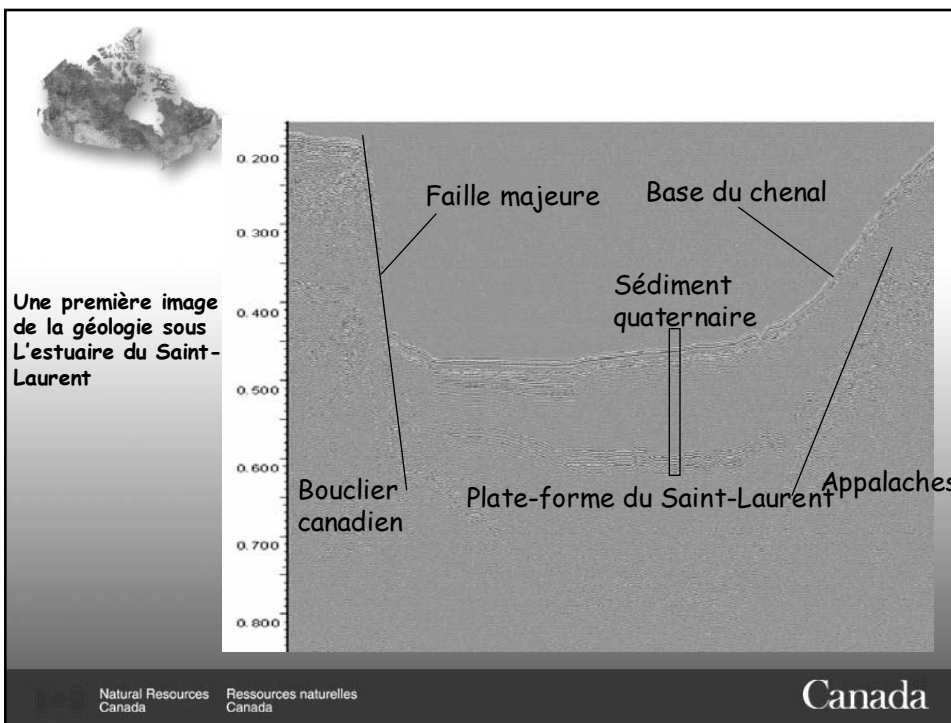 Une première image
de la géologie sous
L'estuaire du Saint-
Laurent
0.200
0.300
0.400
0.500
0.600
0.700
0.800
Faille majeure
Base du chenal
Sédiment
quaternaire
Bouclier
canadien
Plate-forme du Saint-Laurent
Appalaches
Natural Resources
Canada
Ressources naturelles
Canada
Canada